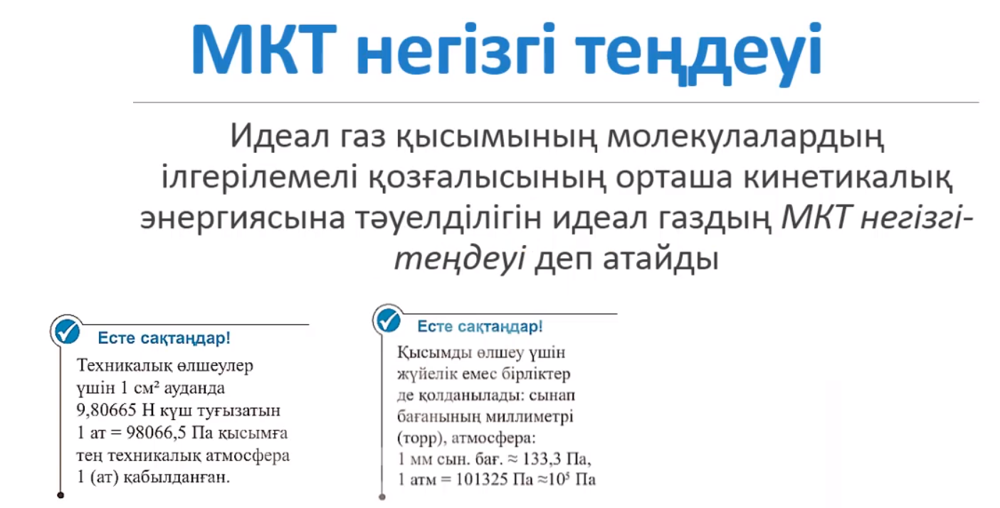 МКТ негізгі теңдеуі
Идеал газ қысымының молекулалардың
ілгерілемелі қозғалысының орташа кинетикалық
энергиясына тәуелділігін идеал газдың МКТ негізгі-
теңдеуі деп атайды
Есте сақтаңдар!
Техникалық өлшеулер
үшін 1 см² ауданда
9,80665 Н күш туғызатын
1 ат = 98066,5 Па қысымға
тең техникалық атмосфера
1 (ат) қабылданған.
Есте сақтаңдар!
Қысымды өлшеу үшін
жүйелік емес бірліктер
де қолданылады: сынап
бағанының миллиметрі
(торр), атмосфера:
1 мм сын. бағ. ≈ 133,3 Па,
1 атм = 101325 Па ≈10⁵ Па